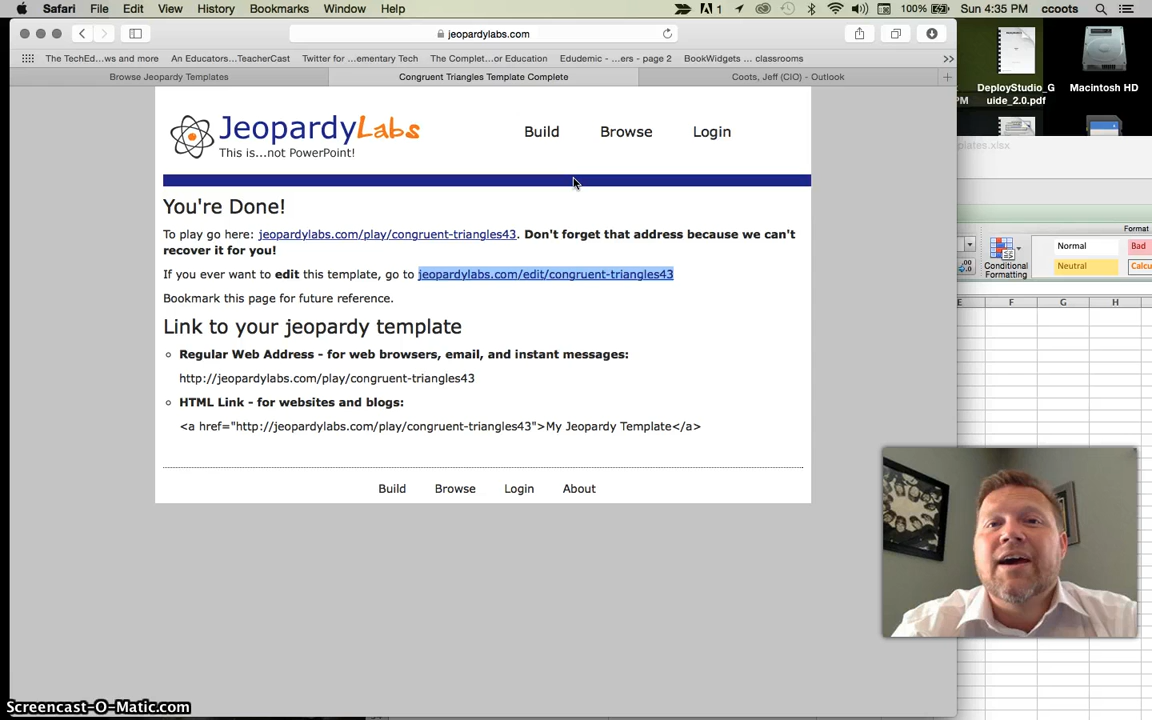 Safari File Edit View History Bookmarks Window Help 1 100% Sun 4:35 PM ccoots
jeopardylabs.com
The TechEd...ws and more An Educators...TeacherCast Twitter for ...ementary Tech The Complet...or Education Edudemic - ...ers - page 2 BookWidgets ... classrooms >>
Browse Jeopardy Templates Congruent Triangles Template Complete Coots, Jeff (CIO) - Outlook +
DeployStudio_G
uide_2.0.pdf
Macintosh HD
PM
plates.xlsx
JeopardyLabs
This is...not PowerPoint!
Build Browse Login
You're Done!
To play go here: jeopardylabs.com/play/congruent-triangles43. Don't forget that address because we can't
recover it for you!
If you ever want to edit this template, go to jeopardylabs.com/edit/congruent-triangles43
Bookmark this page for future reference.
Link to your jeopardy template
Regular Web Address - for web browsers, email, and instant messages:
http://jeopardylabs.com/play/congruent-triangles43
HTML Link - for websites and blogs:
<a href="http://jeopardylabs.com/play/congruent-triangles43">My Jeopardy Template</a>
Build Browse Login About
Format
Conditional
Formatting
Normal Bad
Neutral Calcu
E F G H
Screencast-O-Matic.com